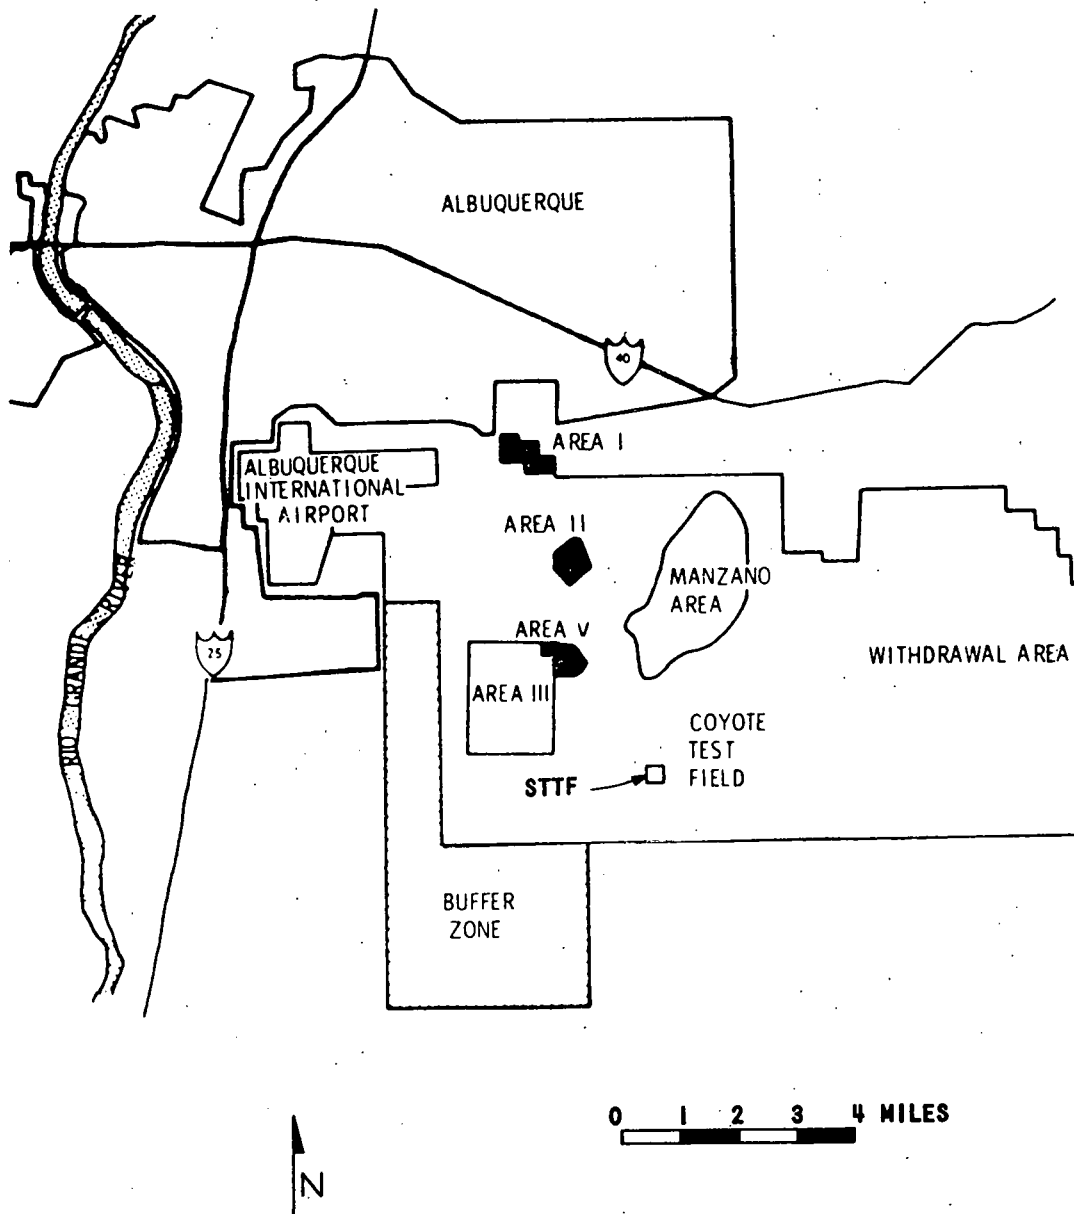 ALBUQUERQUE
40
AREA I
ALBUQUERQUE
INTERNATIONAL
AIRPORT
AREA II
MANZANO
AREA
RIO GRANDE RIVER
25
AREA V
WITHDRAWAL AREA
AREA III
COYOTE
TEST
FIELD
STTF
BUFFER
ZONE
0 1 2 3 4 MILES
N